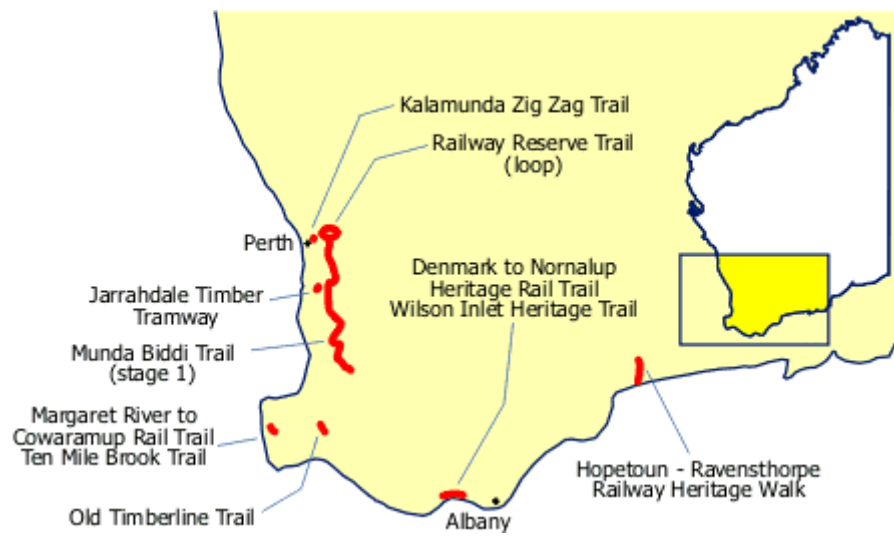 Kalamunda Zig Zag Trail
Railway Reserve Trail
(loop)
Perth
Denmark to Nornalup
Heritage Rail Trail
Wilson Inlet Heritage Trail
Jarrahdale Timber
Tramway
Munda Biddi Trail
(stage 1)
Margaret River to
Cowaramup Rail Trail
Ten Mile Brook Trail
Hopetoun - Ravensthorpe
Railway Heritage Walk
Old Timberline Trail
Albany